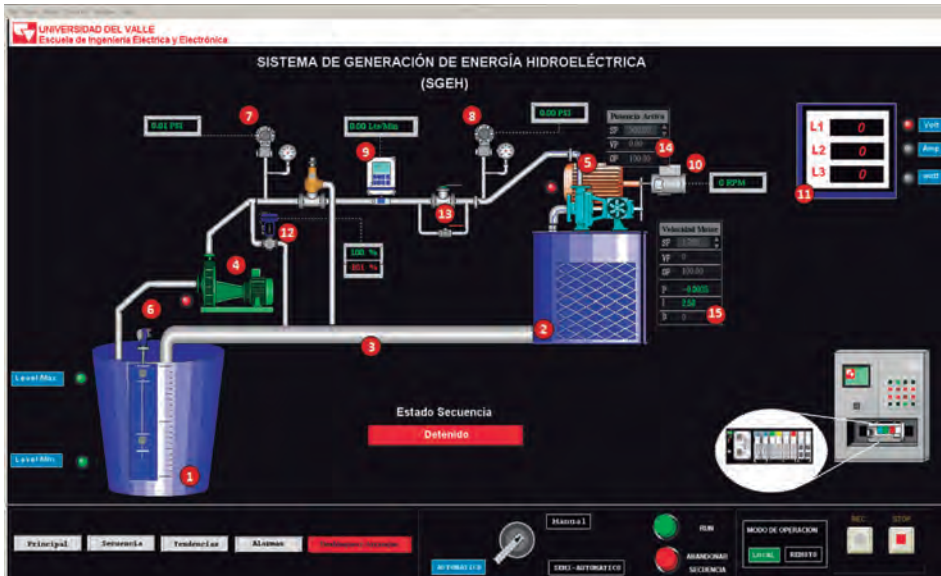 UNIVERSIDAD DEL VALLE
Escuela de Ingeniería Eléctrica y Electrónica
SISTEMA DE GENERACIÓN DE ENERGÍA HIDROELÉCTRICA
(SGEH)
7
8
0.01 PSI
0.00 Ltr/Min
0.00 PSI
9
Potencia Activa
SP
VP 0.00
OP 100.00
14
5
10
0 RPM
L1 0
L2 0
L3 0
11
Volt
Amp
watt
13
12
100. %
101 %
Velocidad Motor
SP
VP 0
OP 100.00
P -0.0035
I 2.50
D 0
15
4
6
2
3
Level Max
Level Min
1
Estado Secuencia
Detenido
Principal
Secuencia
Tendencias
Alarmas
Manual
AUTOMATICO
SEMI-AUTOMATICO
RUN
ABANDONAR
SECUENCIA
MODO DE OPERACION
LOCAL
REMOTO
REC
STOP